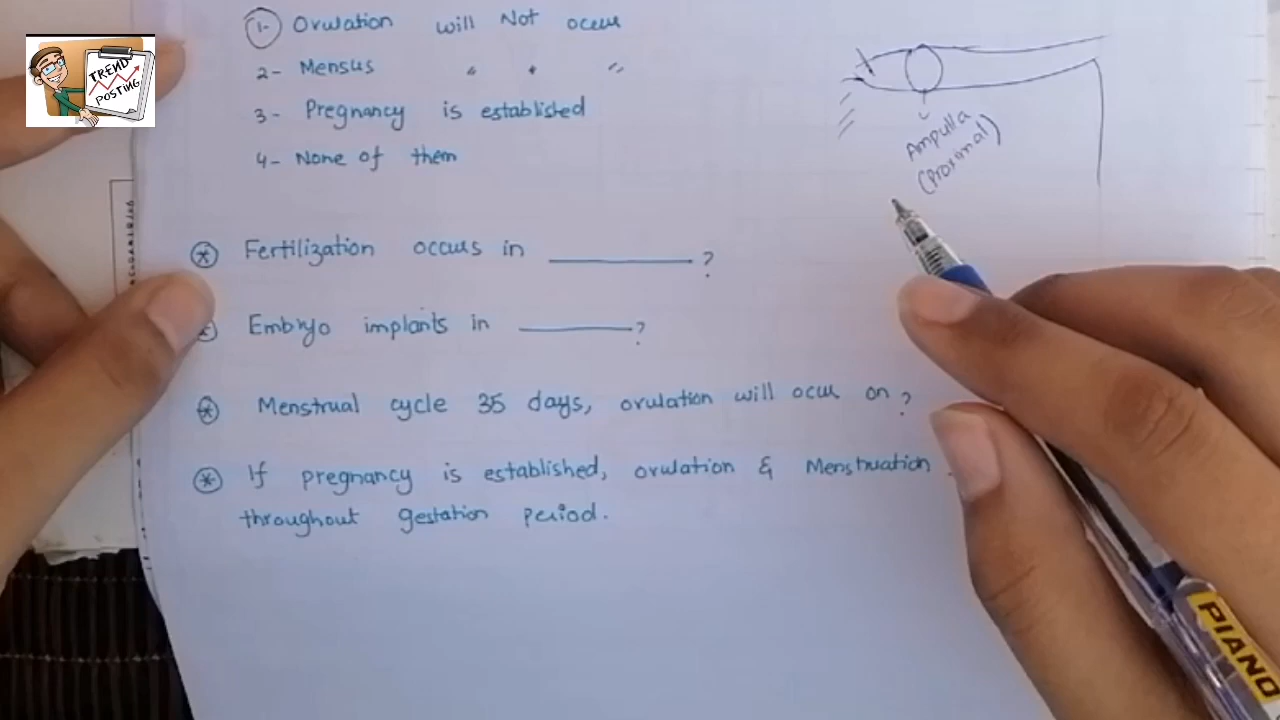 1- Ovulation will Not occur
2- Mensus " " "
3- Pregnancy is established
4- None of them
Fertilization occurs in ________?
Embryo implants in ________?
Menstrual cycle 35 days, ovulation will ocur on ?
If pregnancy is established, ovulation & Menstruation
throughout gestation period.
Ampulla
(Proximal)
TREND
POSTING
PIANO